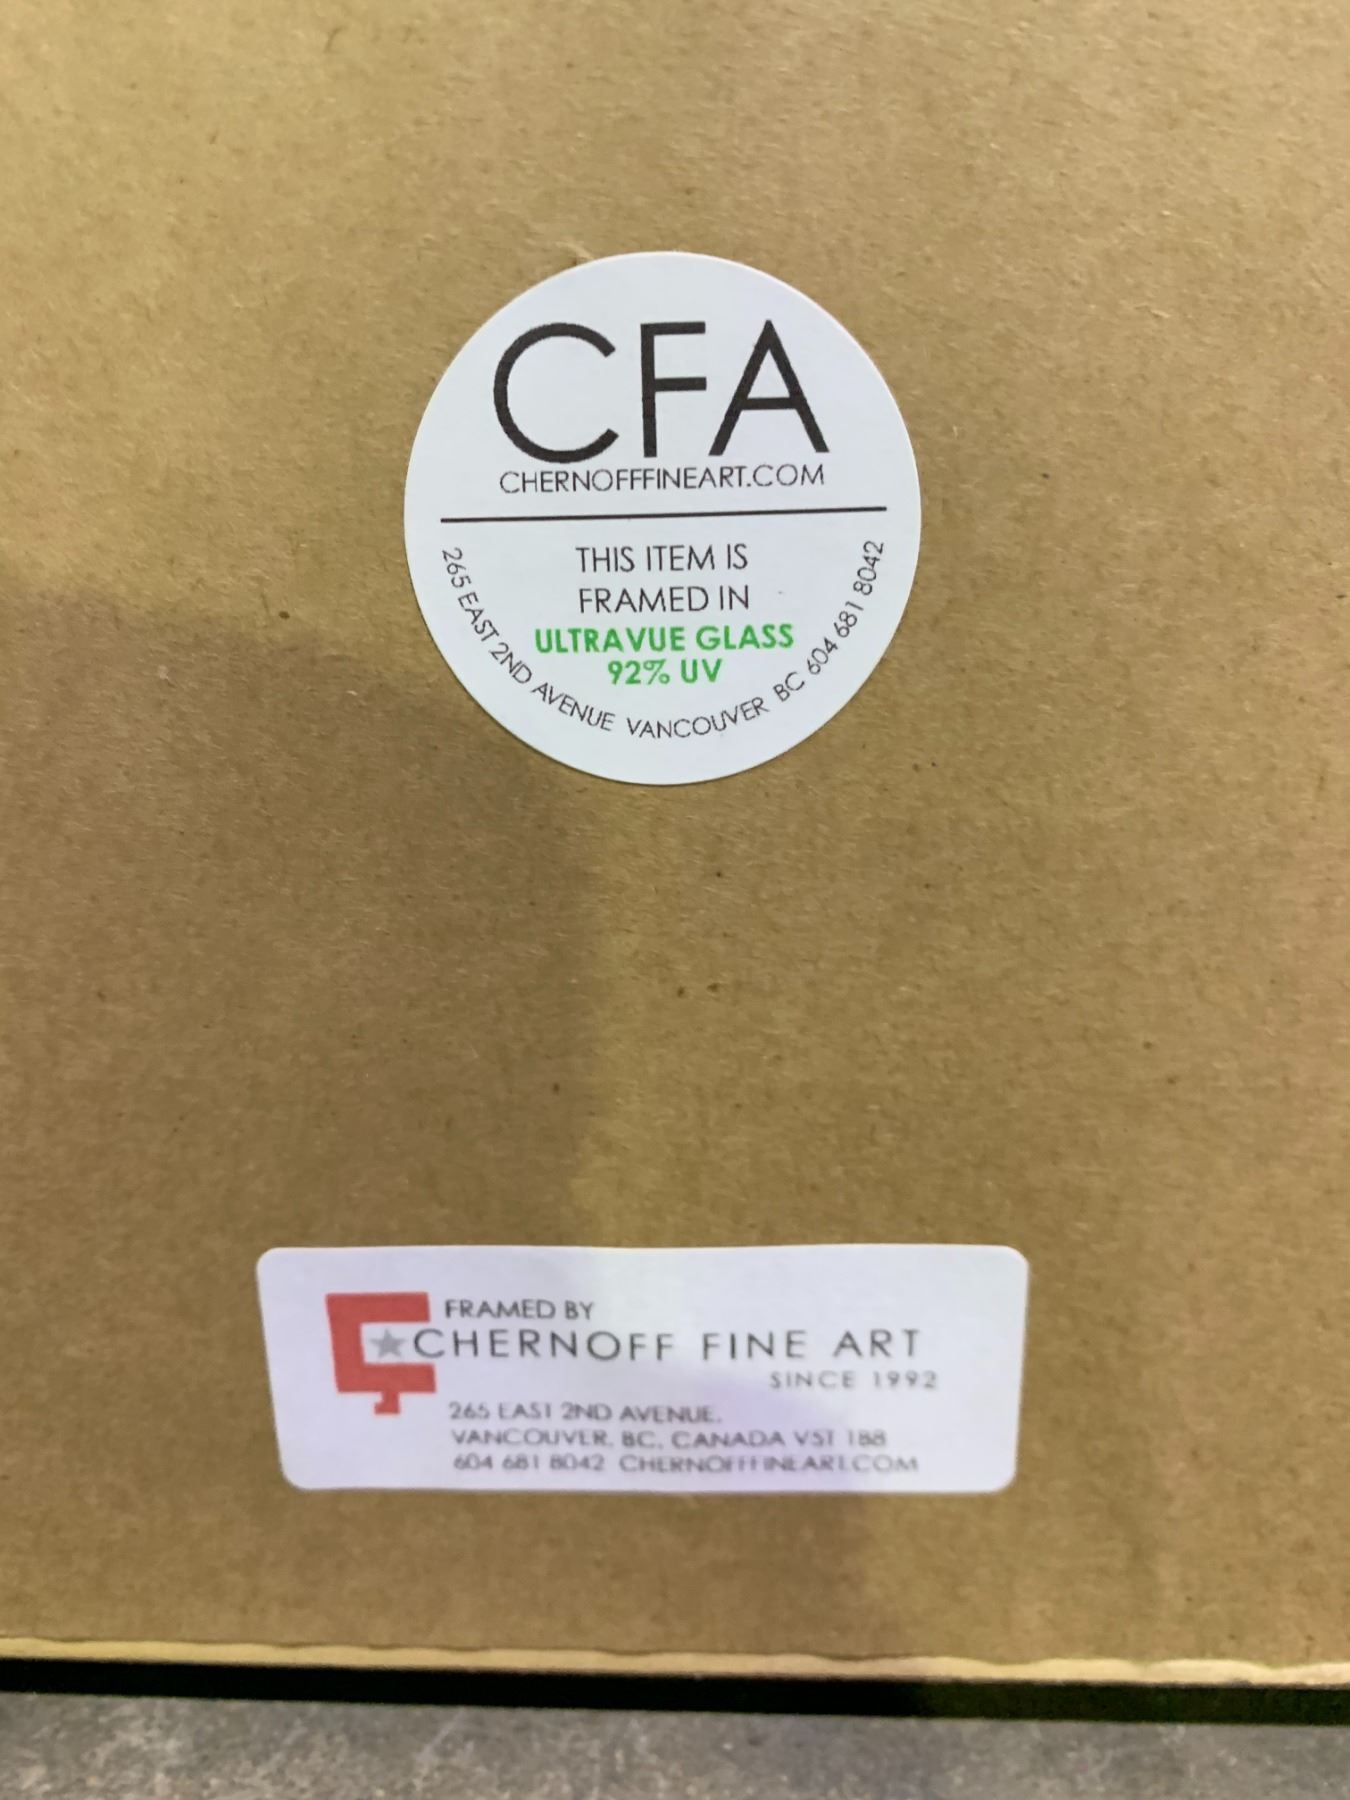 CFA
CHERNOFFFINEART.COM
THIS ITEM IS
FRAMED IN
ULTRAVUE GLASS
92% UV
265 EAST 2ND AVENUE VANCOUVER BC 604 681 8042
FRAMED BY
CHERNOFF FINE ART
SINCE 1992
265 EAST 2ND AVENUE.
VANCOUVER, BC, CANADA V5T 1B8
604 681 8042 CHERNOFFFINEART.COM